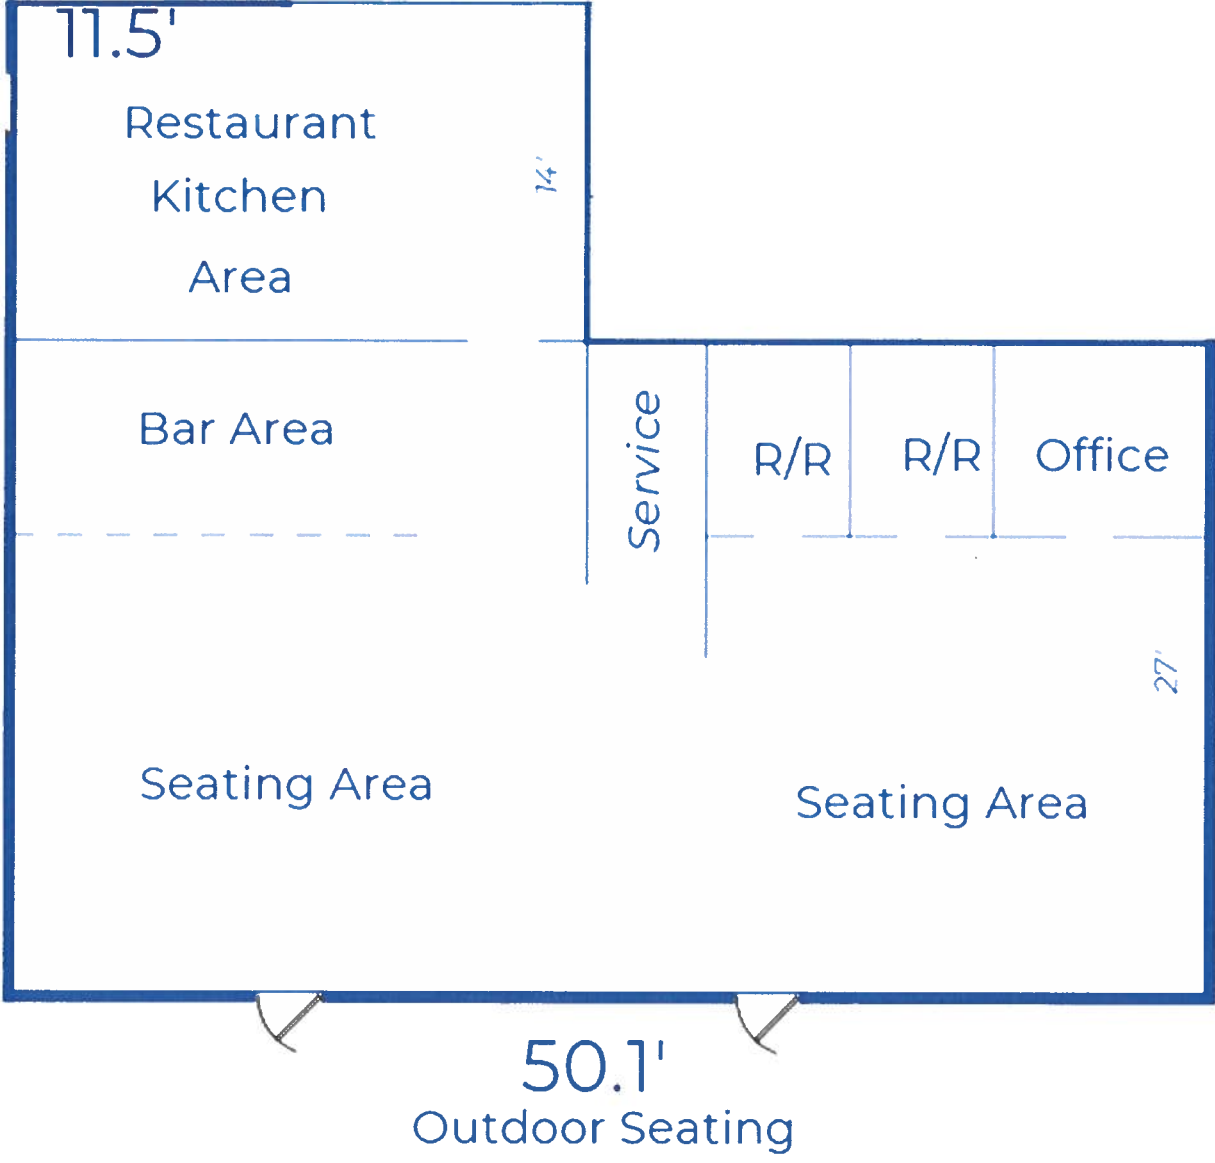 11.5'
Restaurant
Kitchen
Area
14'
Bar Area
Service
R/R
R/R
Office
27'
Seating Area
Seating Area
50.1'
Outdoor Seating